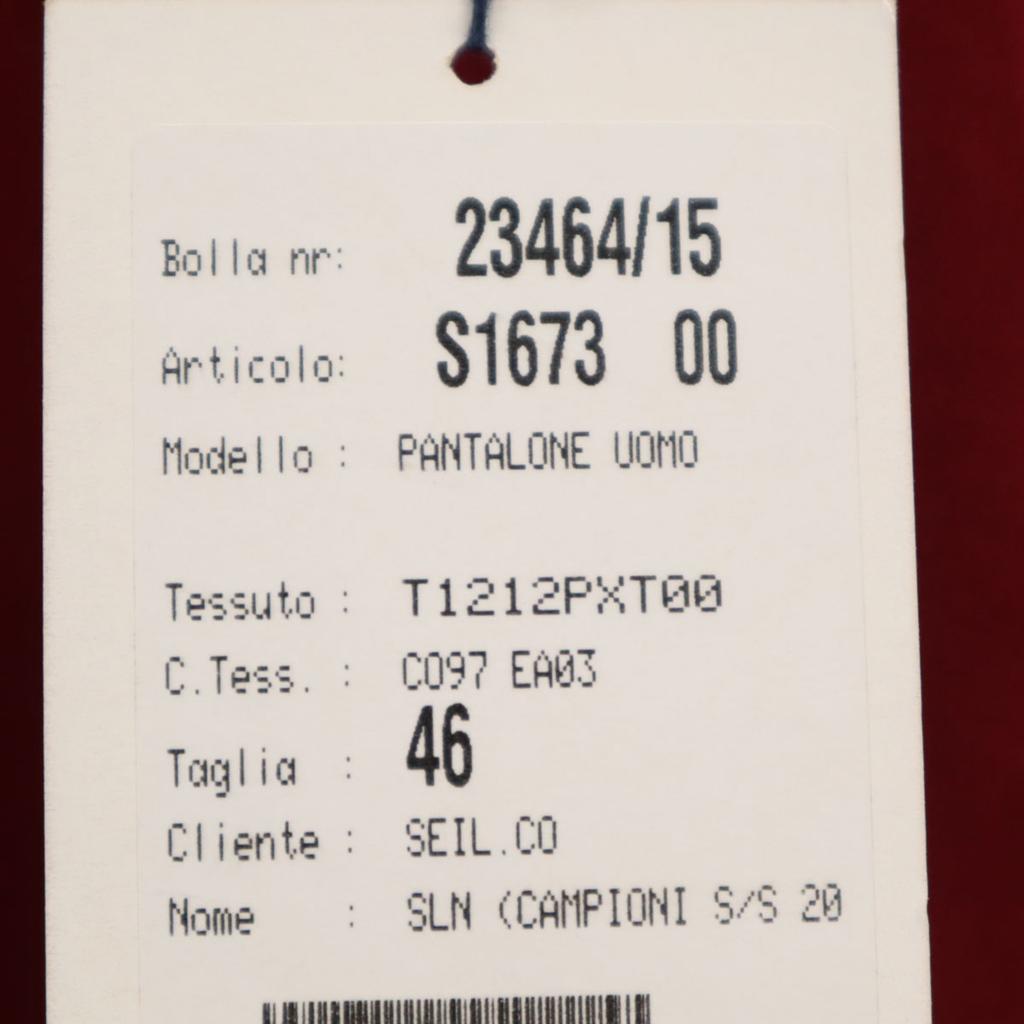 Bolla nr: 23464/15
Articolo: S1673 00
Modello : PANTALONE UOMO
Tessuto : T1212PXT00
C.Tess. : CO97 EA03
Taglia : 46
Cliente : SEIL.CO
Nome : SLN (CAMPIONI S/S 20